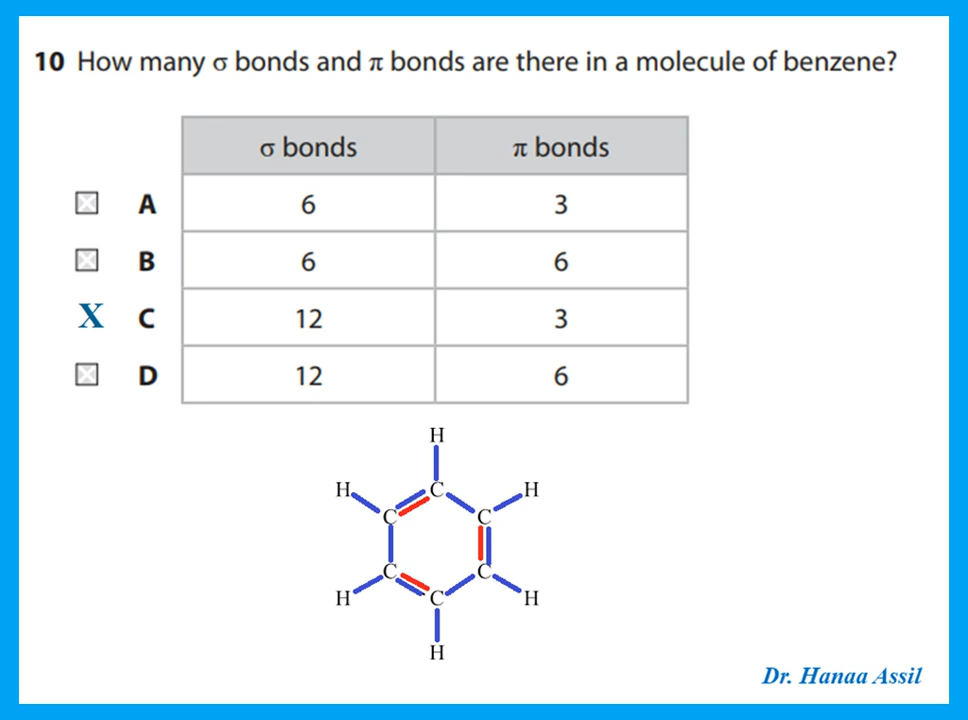 10 How many σ bonds and π bonds are there in a molecule of benzene?
σ bonds π bonds
A 6 3
B 6 6
X C 12 3
D 12 6
H
H C H
C C
C C
H C H
H
Dr. Hanaa Assil